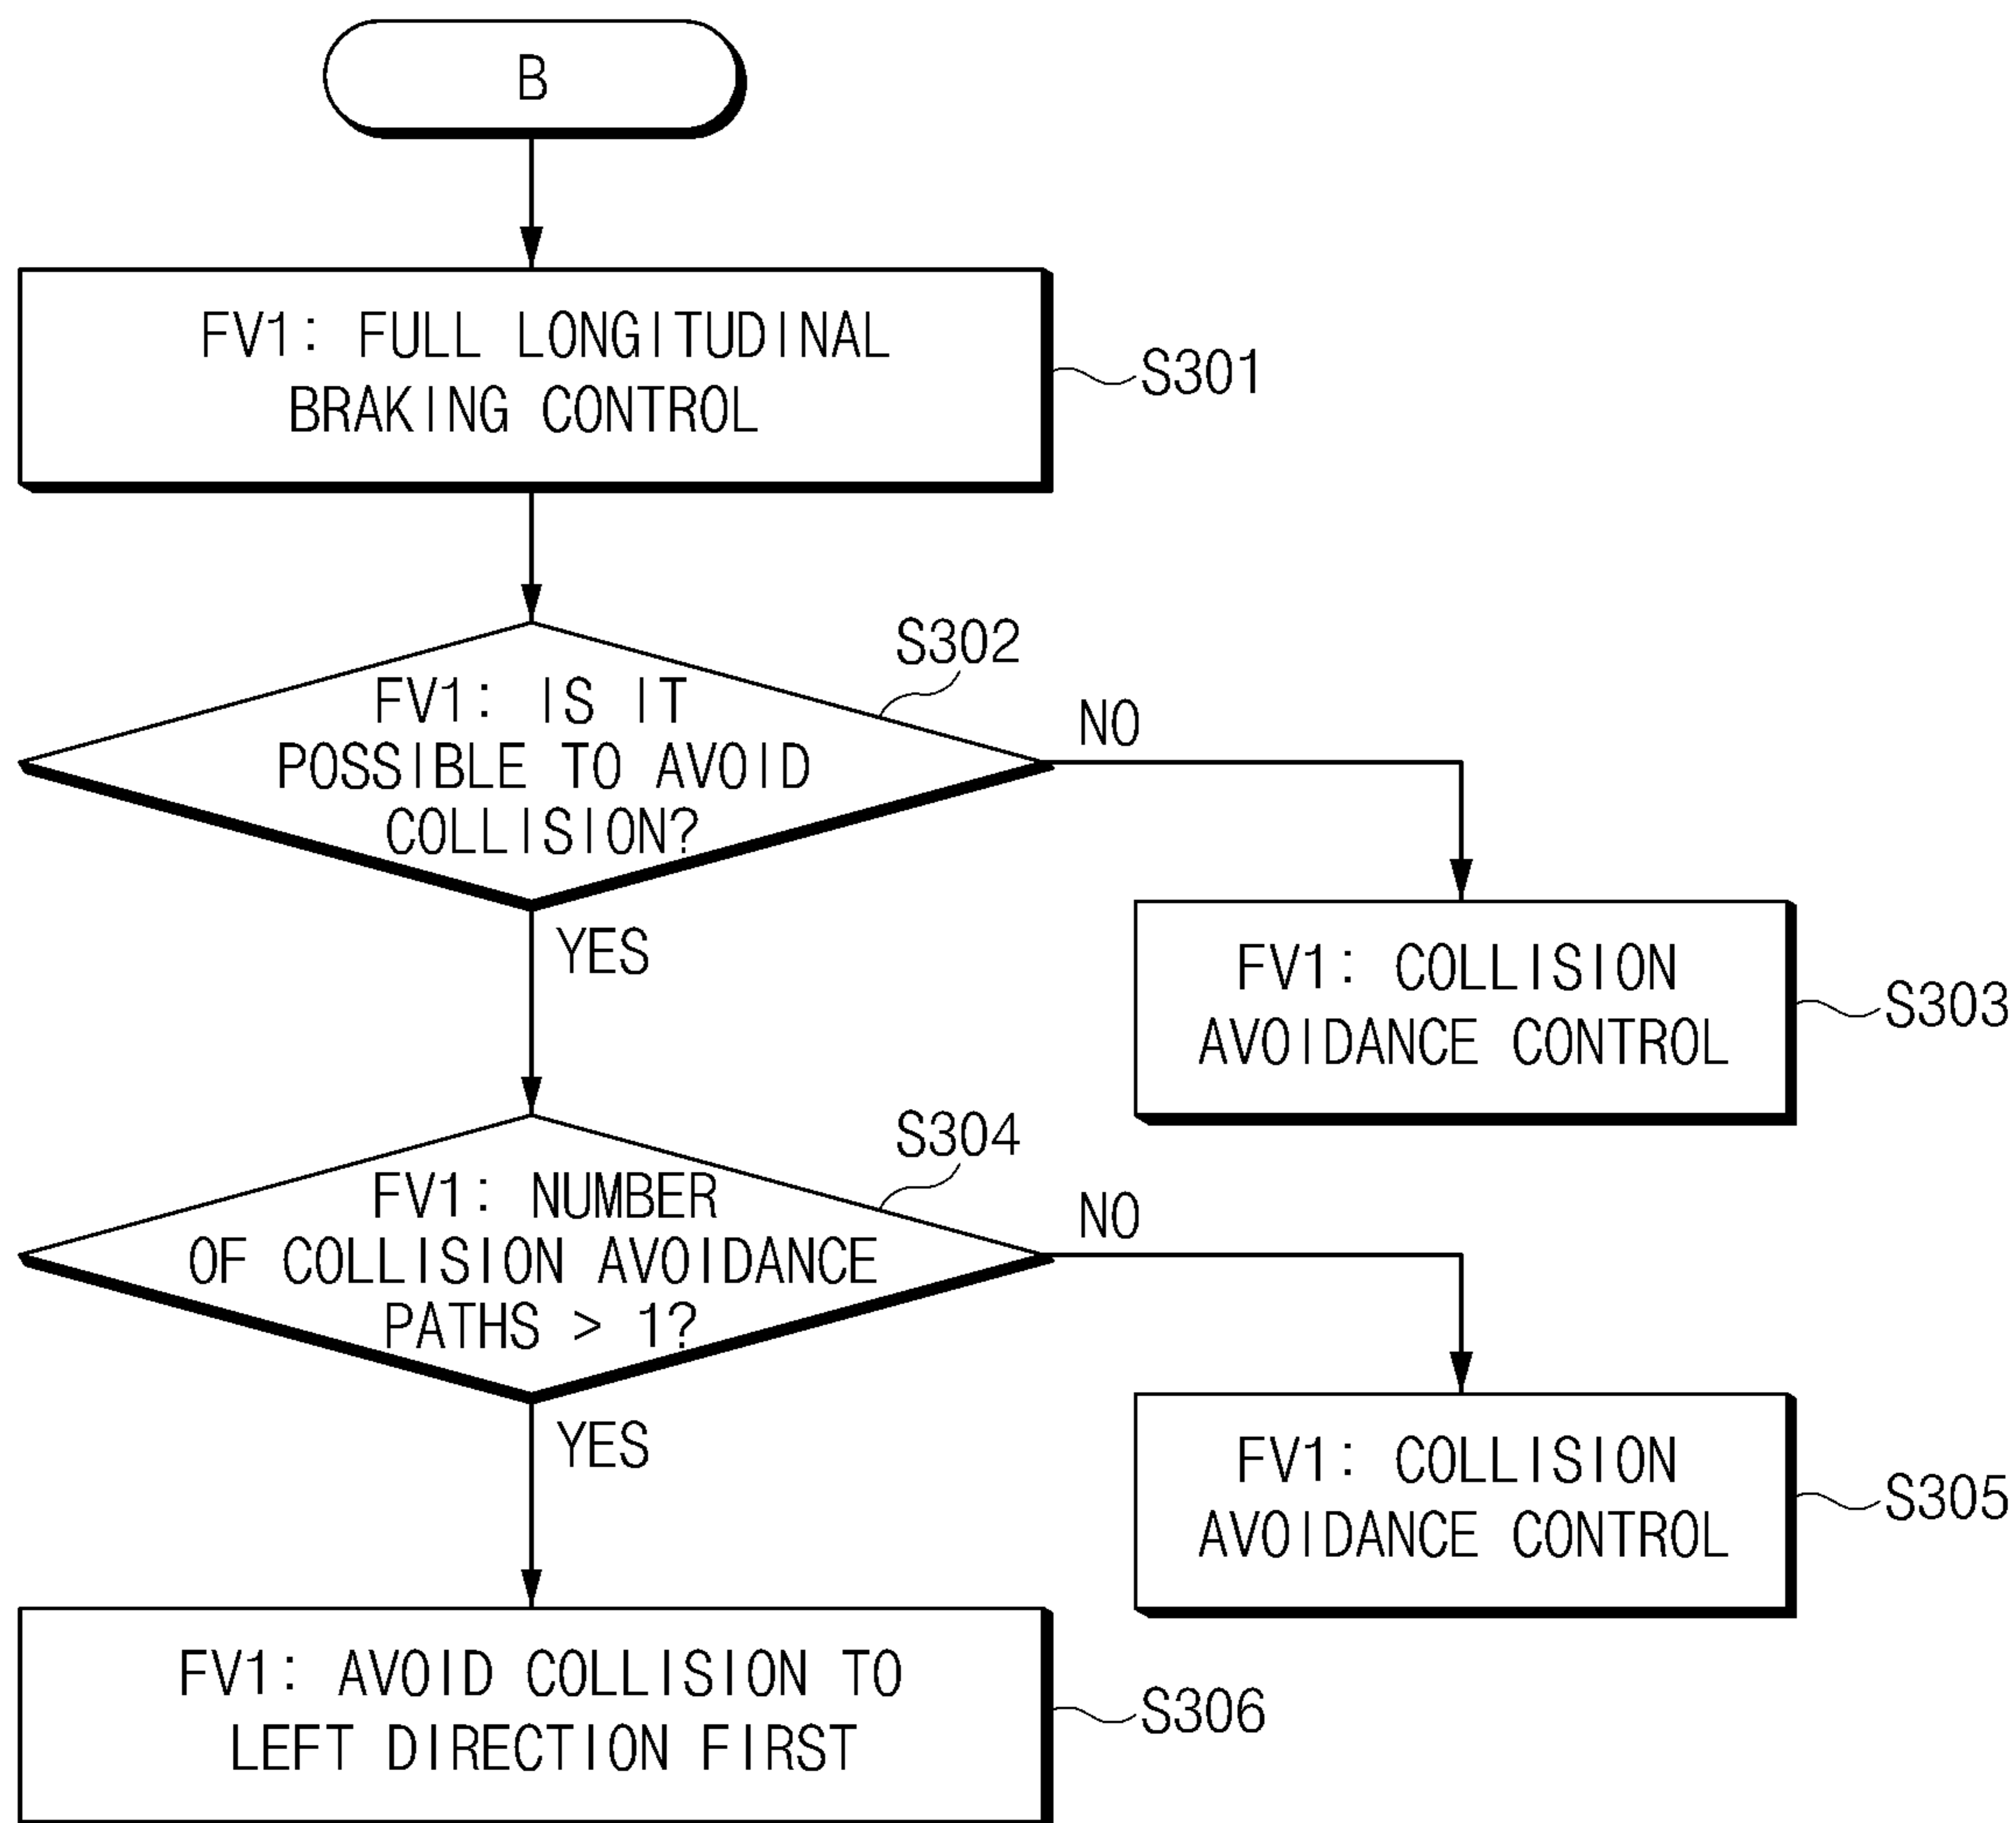 B
FV1: FULL LONGITUDINAL
BRAKING CONTROL
S301
S302
FV1: IS IT
POSSIBLE TO AVOID
COLLISION?
NO
YES
FV1: COLLISION
AVOIDANCE CONTROL
S303
S304
FV1: NUMBER
OF COLLISION AVOIDANCE
PATHS > 1?
NO
YES
FV1: COLLISION
AVOIDANCE CONTROL
S305
FV1: AVOID COLLISION TO
LEFT DIRECTION FIRST
S306